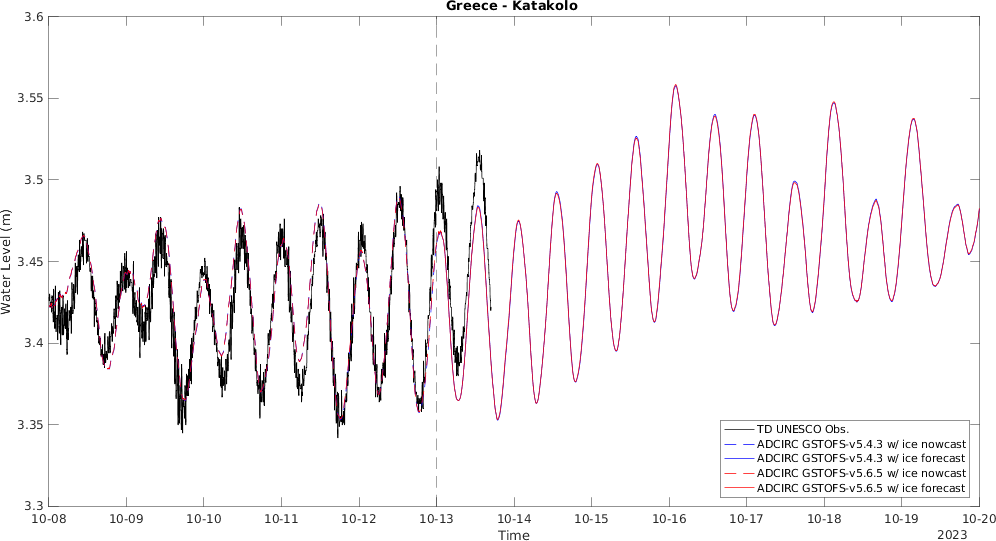 Greece - Katakolo
3.6
3.55
3.5
3.45
3.4
3.35
3.3
Water Level (m)
TD UNESCO Obs.
ADCIRC GSTOFS-v5.4.3 w/ ice nowcast
ADCIRC GSTOFS-v5.4.3 w/ ice forecast
ADCIRC GSTOFS-v5.6.5 w/ ice nowcast
ADCIRC GSTOFS-v5.6.5 w/ ice forecast
10-08 10-09 10-10 10-11 10-12 10-13 10-14 10-15 10-16 10-17 10-18 10-19 10-20
Time
2023